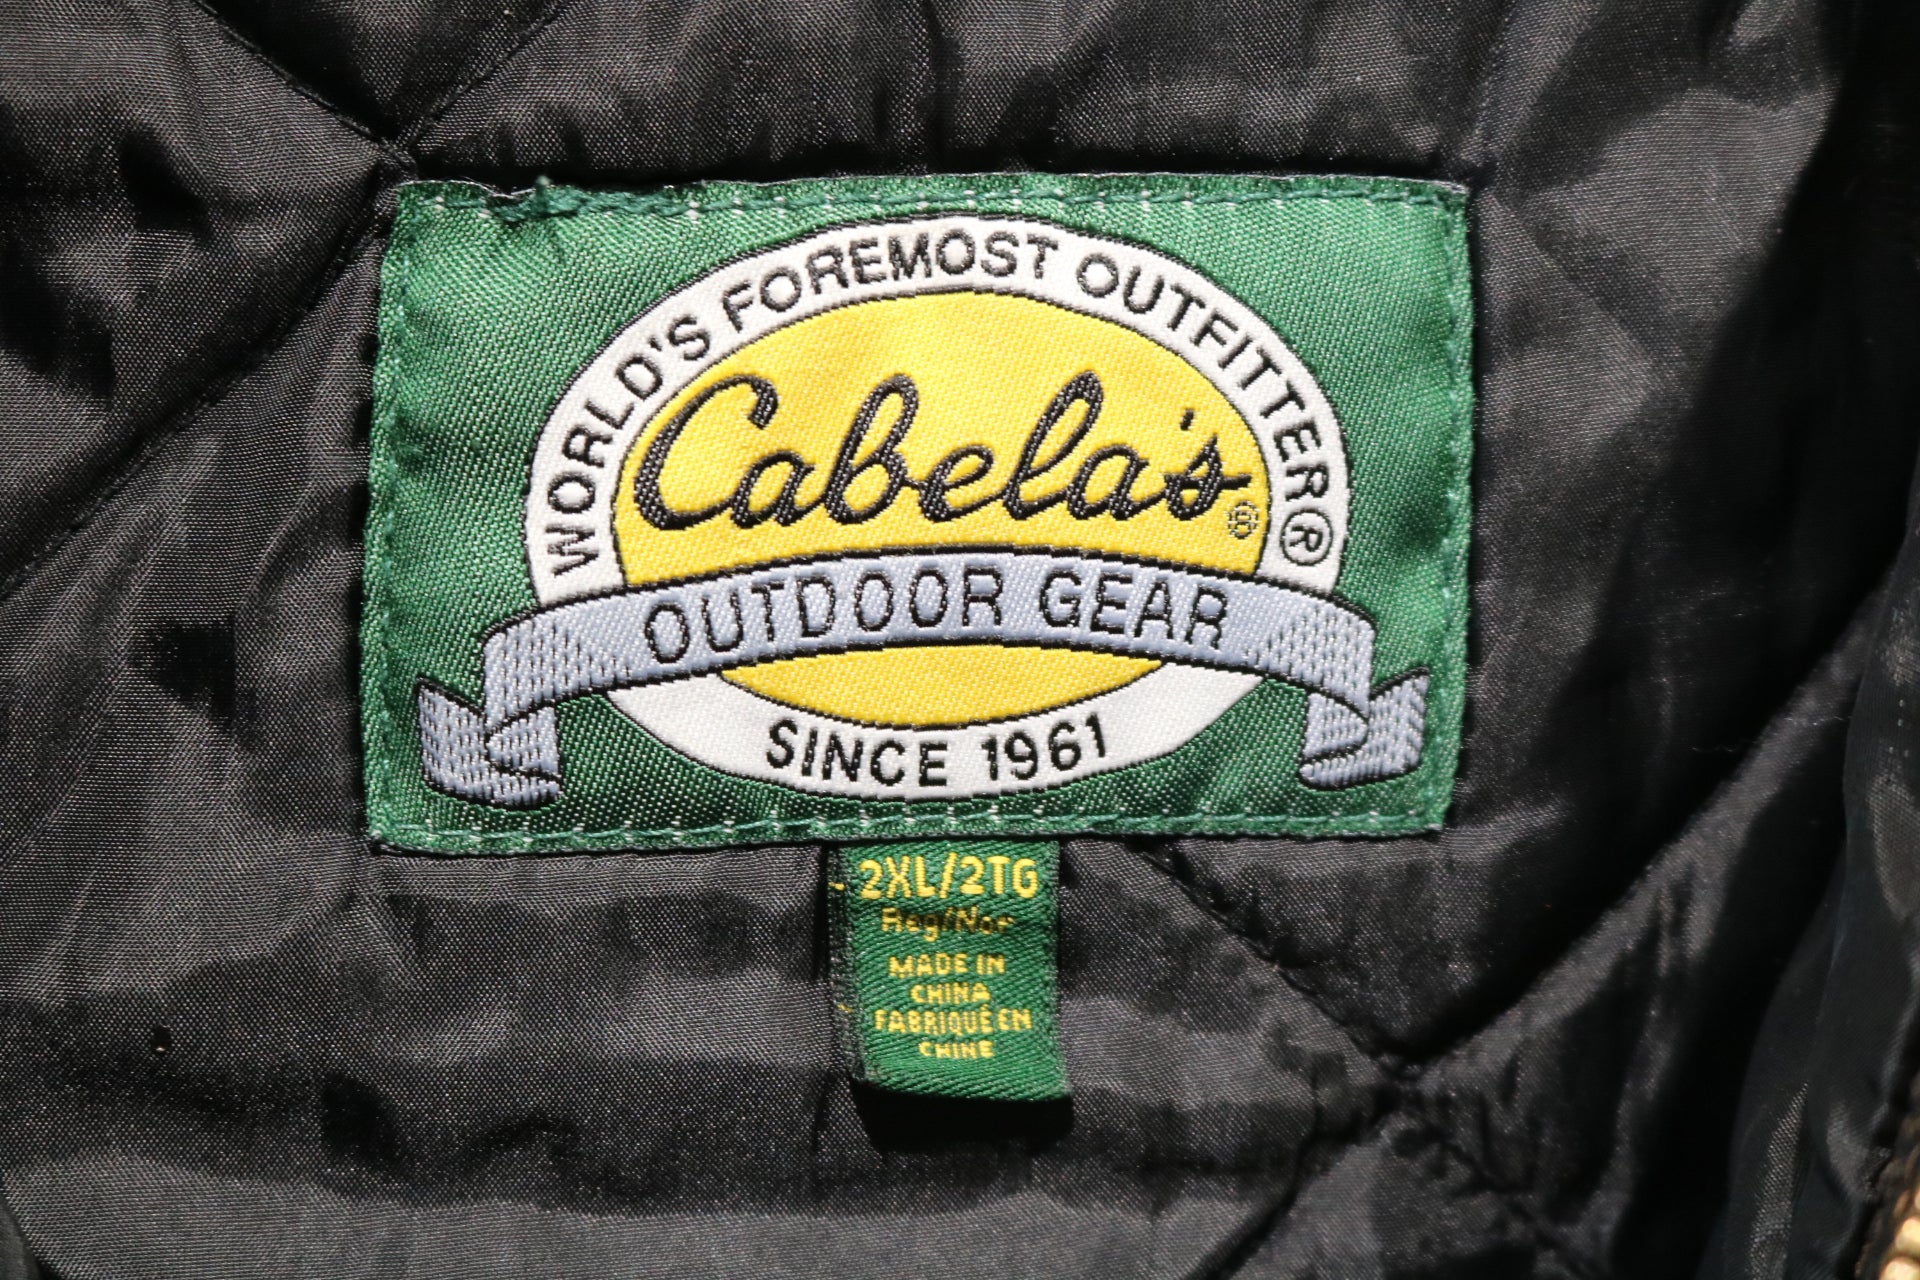 WORLD'S FOREMOST OUTFITTER®
Cabela's®
OUTDOOR GEAR
SINCE 1961
2XL/2TG
Reg/Nor
MADE IN
CHINA
FABRIQUÉ EN
CHINE